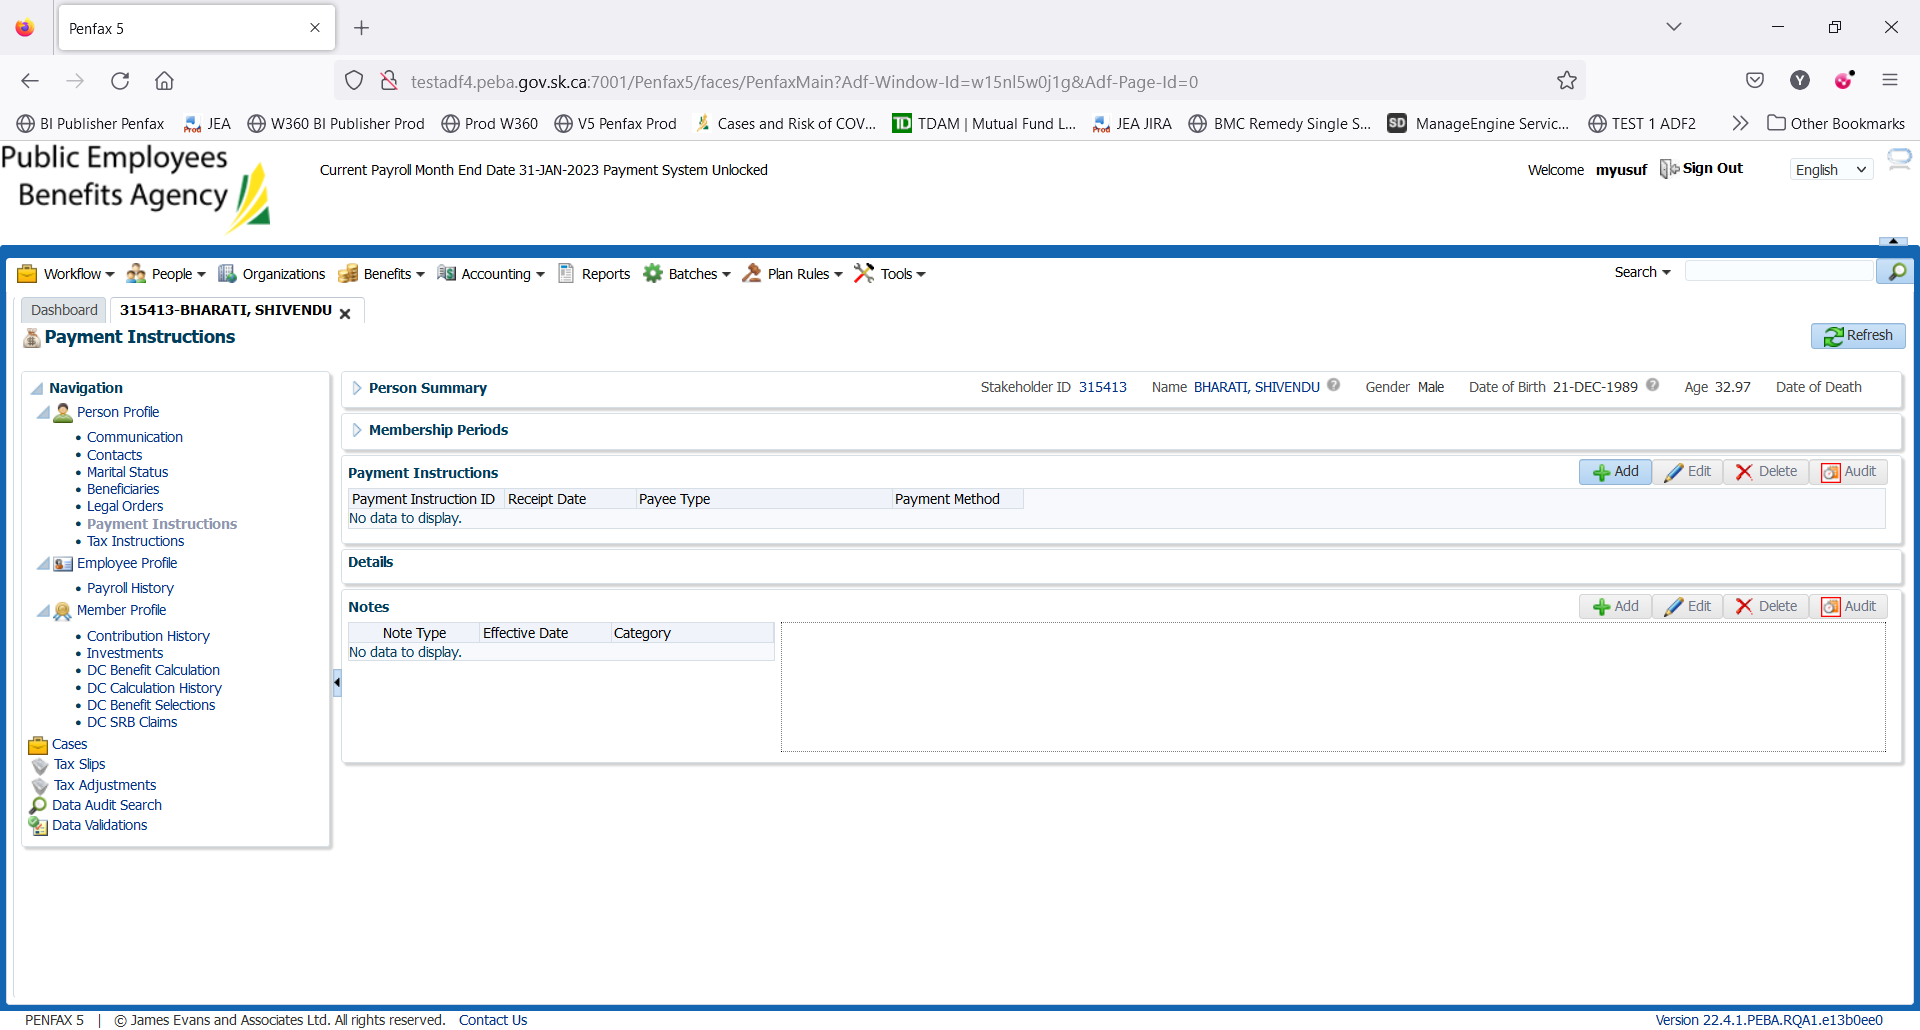 Penfax 5
testadf4.peba.gov.sk.ca:7001/Penfax5/faces/PenfaxMain?Adf-Window-Id=w15nl5w0j1g&Adf-Page-Id=0
BI Publisher Penfax JEA W360 BI Publisher Prod Prod W360 V5 Penfax Prod Cases and Risk of COV... TDAM | Mutual Fund L... JEA JIRA BMC Remedy Single S... ManageEngine Servic... TEST 1 ADF2 Other Bookmarks
Public Employees
Benefits Agency
Current Payroll Month End Date 31-JAN-2023 Payment System Unlocked
Welcome myusuf Sign Out English
Workflow People Organizations Benefits Accounting Reports Batches Plan Rules Tools Search
Dashboard 315413-BHARATI, SHIVENDU
Payment Instructions
Refresh
Navigation
Person Profile
Communication
Contacts
Marital Status
Beneficiaries
Legal Orders
Payment Instructions
Tax Instructions
Employee Profile
Payroll History
Member Profile
Contribution History
Investments
DC Benefit Calculation
DC Calculation History
DC Benefit Selections
DC SRB Claims
Cases
Tax Slips
Tax Adjustments
Data Audit Search
Data Validations
Person Summary Stakeholder ID 315413 Name BHARATI, SHIVENDU Gender Male Date of Birth 21-DEC-1989 Age 32.97 Date of Death
Membership Periods
Payment Instructions Add Edit Delete Audit
Payment Instruction ID Receipt Date Payee Type Payment Method
No data to display.
Details
Notes Add Edit Delete Audit
Note Type Effective Date Category
No data to display.
PENFAX 5 | © James Evans and Associates Ltd. All rights reserved. Contact Us
Version 22.4.1.PEBA.RQA1.e13b0ee0